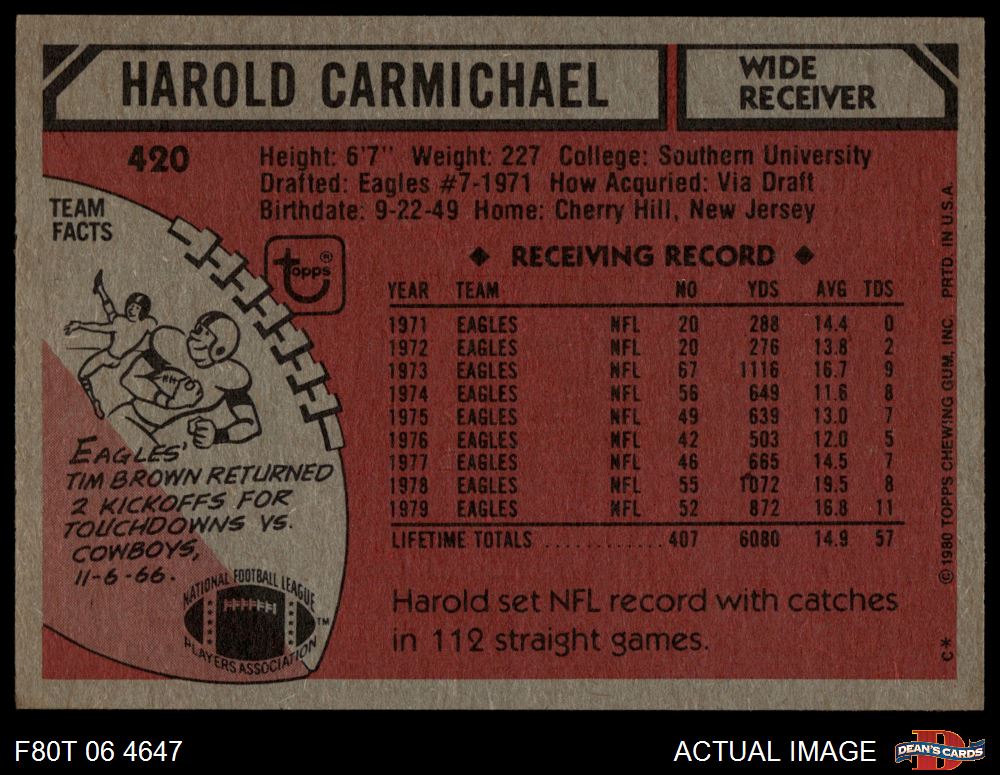 HAROLD CARMICHAEL
WIDE
RECEIVER
420
Height: 6'7" Weight: 227 College: Southern University
Drafted: Eagles #7-1971 How Acquried: Via Draft
Birthdate: 9-22-49 Home: Cherry Hill, New Jersey
TEAM
FACTS
topps®
EAGLES'
TIM BROWN RETURNED
2 KICKOFFS FOR
TOUCHDOWNS VS.
COWBOYS,
11-6-66.
NATIONAL FOOTBALL LEAGUE
PLAYERS ASSOCIATION
TM
◆ RECEIVING RECORD ◆
YEAR TEAM NO YDS AVG TDS
1971 EAGLES NFL 20 288 14.4 0
1972 EAGLES NFL 20 276 13.8 2
1973 EAGLES NFL 67 1116 16.7 9
1974 EAGLES NFL 56 649 11.6 8
1975 EAGLES NFL 49 639 13.0 7
1976 EAGLES NFL 42 503 12.0 5
1977 EAGLES NFL 46 665 14.5 7
1978 EAGLES NFL 55 1072 19.5 8
1979 EAGLES NFL 52 872 16.8 11
LIFETIME TOTALS ............ 407 6080 14.9 57
Harold set NFL record with catches
in 112 straight games.
© 1980 TOPPS CHEWING GUM, INC. PRTD. IN U.S.A.
C*
F80T 06 4647
ACTUAL IMAGE
D
DEAN'S CARDS